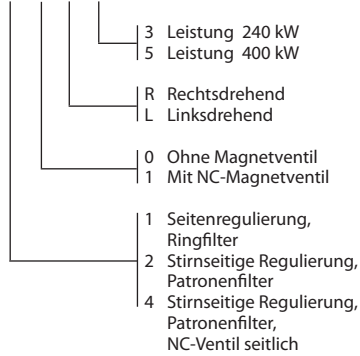 3 Leistung 240 kW
5 Leistung 400 kW
R Rechtsdrehend
L Linksdrehend
0 Ohne Magnetventil
1 Mit NC-Magnetventil
1 Seitenregulierung,
Ringfilter
2 Stirnseitige Regulierung,
Patronenfilter
4 Stirnseitige Regulierung,
Patronenfilter,
NC-Ventil seitlich